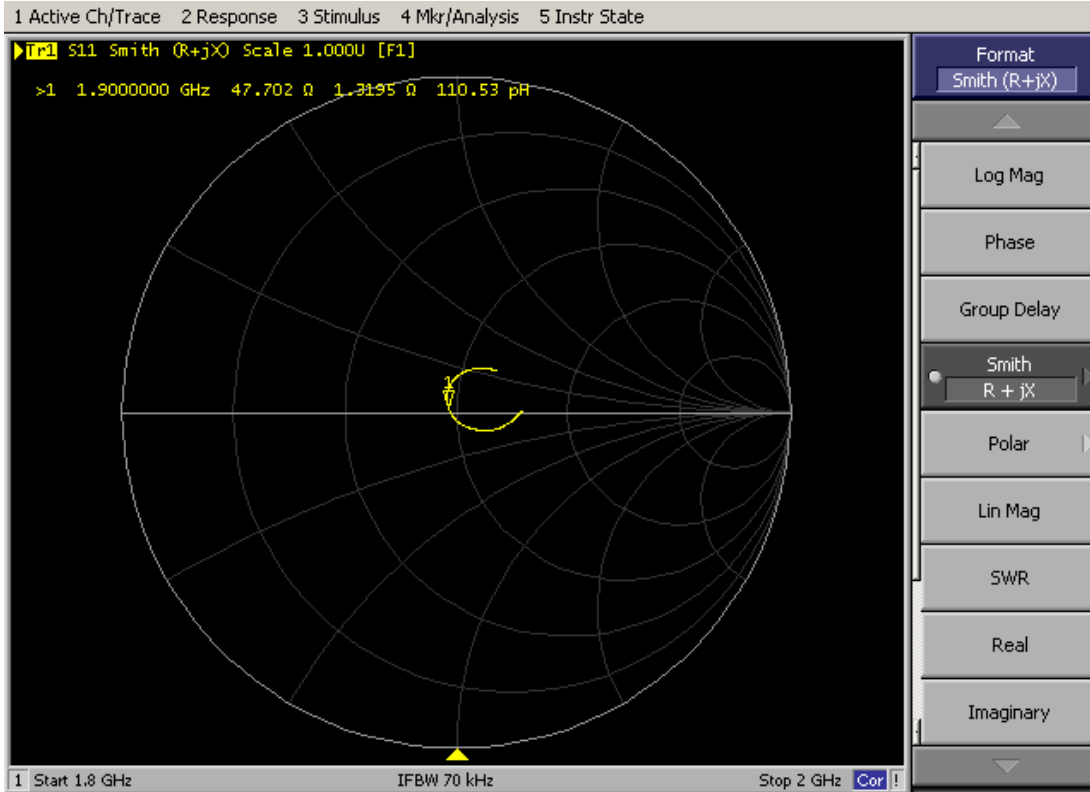 1 Active Ch/Trace 2 Response 3 Stimulus 4 Mkr/Analysis 5 Instr State
Tr1 S11 Smith (R+jX) Scale 1.000U [F1]
>1 1.9000000 GHz 47.702 Ω 1.3195 Ω 110.53 pH
1
Format
Smith (R+jX)
Log Mag
Phase
Group Delay
Smith
R + jX
Polar
Lin Mag
SWR
Real
Imaginary
1 Start 1.8 GHz IFBW 70 kHz Stop 2 GHz Cor !